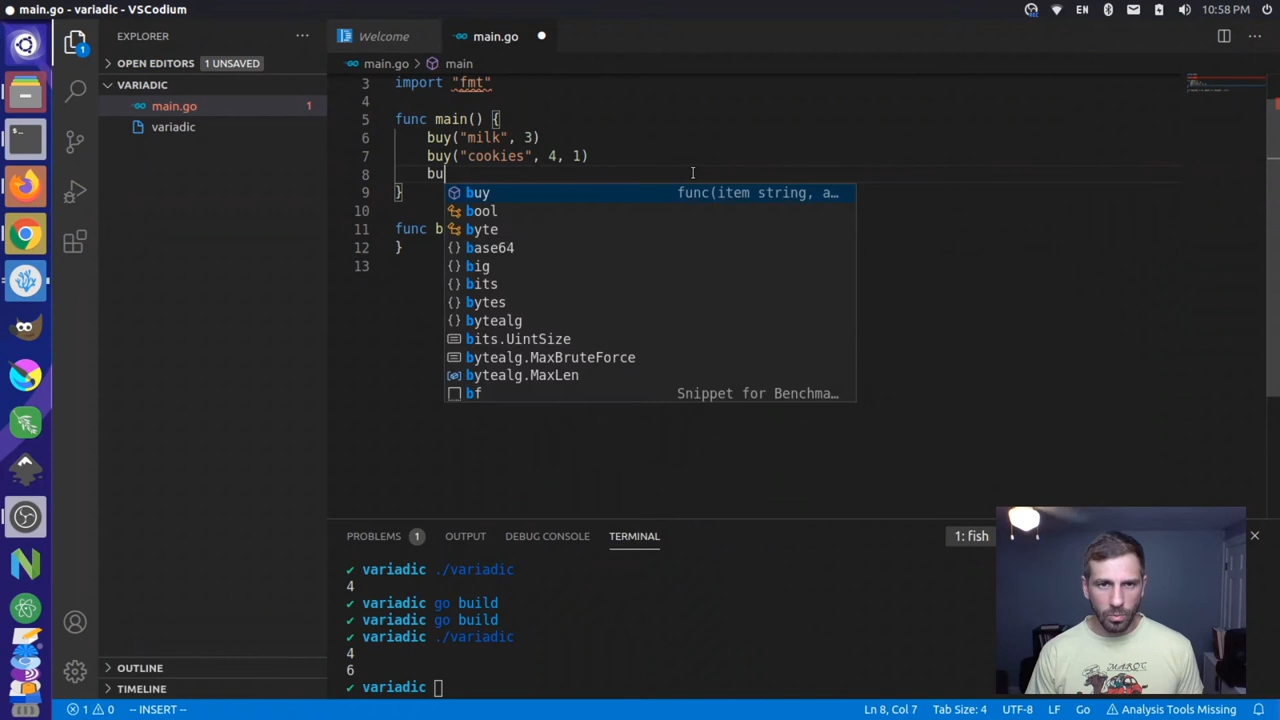 main.go - variadic - VSCodium
EN
10:58 PM
EXPLORER
Welcome
main.go
1
OPEN EDITORS 1 UNSAVED
VARIADIC
main.go 1
variadic
main.go > main
3 import "fmt"
4
5 func main() {
6 buy("milk", 3)
7 buy("cookies", 4, 1)
8 bu
9 }
10
11 func b
12 }
13
buy func(item string, a…
bool
byte
base64
big
bits
bytes
bytealg
bits.UintSize
bytealg.MaxBruteForce
bytealg.MaxLen
bf Snippet for Benchma…
PROBLEMS 1 OUTPUT DEBUG CONSOLE TERMINAL 1: fish
✔ variadic ./variadic
4
✔ variadic go build
✔ variadic go build
✔ variadic ./variadic
4
6
✔ variadic
OUTLINE
TIMELINE
1 0 -- INSERT -- Ln 8, Col 7 Tab Size: 4 UTF-8 LF Go Analysis Tools Missing